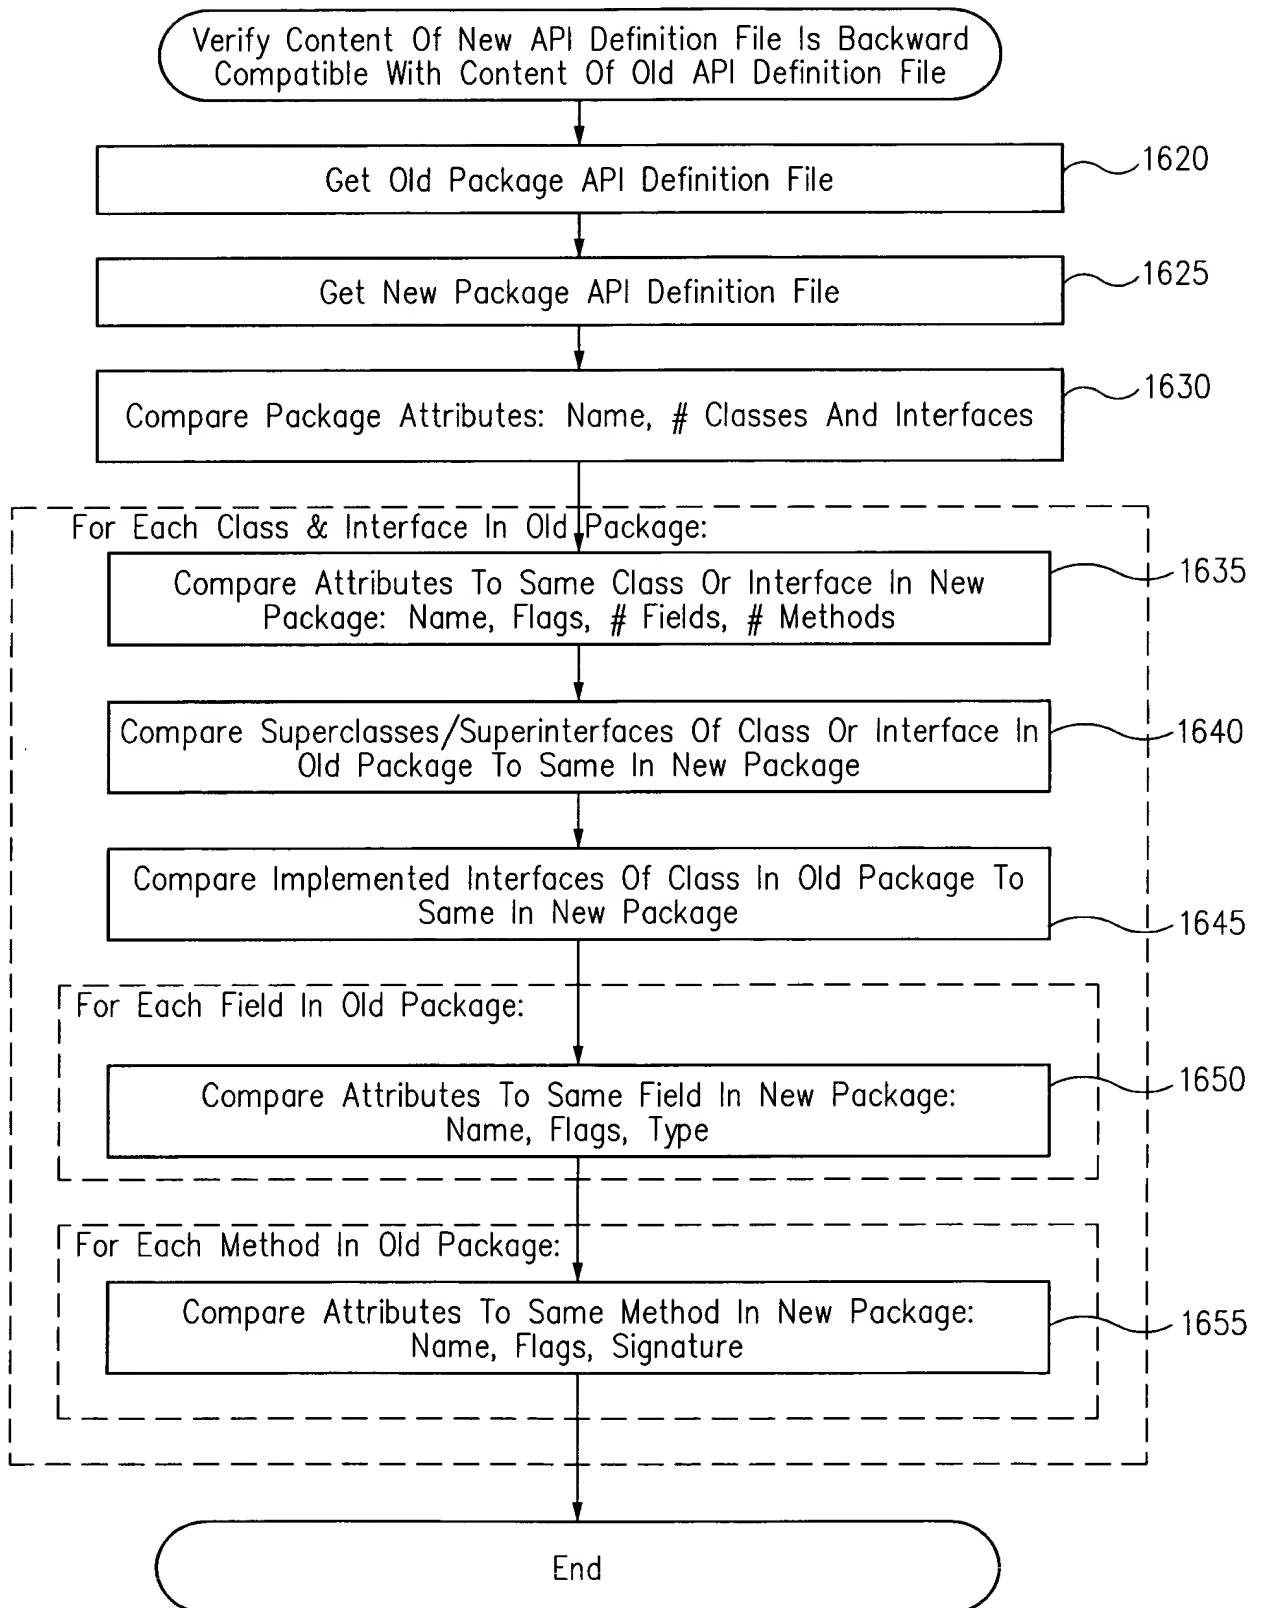 Verify Content Of New API Definition File Is Backward
Compatible With Content Of Old API Definition File
Get Old Package API Definition File
1620
Get New Package API Definition File
1625
Compare Package Attributes: Name, # Classes And Interfaces
1630
For Each Class & Interface In Old Package:
Compare Attributes To Same Class Or Interface In New
Package: Name, Flags, # Fields, # Methods
1635
Compare Superclasses/Superinterfaces Of Class Or Interface In
Old Package To Same In New Package
1640
Compare Implemented Interfaces Of Class In Old Package To
Same In New Package
1645
For Each Field In Old Package:
Compare Attributes To Same Field In New Package:
Name, Flags, Type
1650
For Each Method In Old Package:
Compare Attributes To Same Method In New Package:
Name, Flags, Signature
1655
End